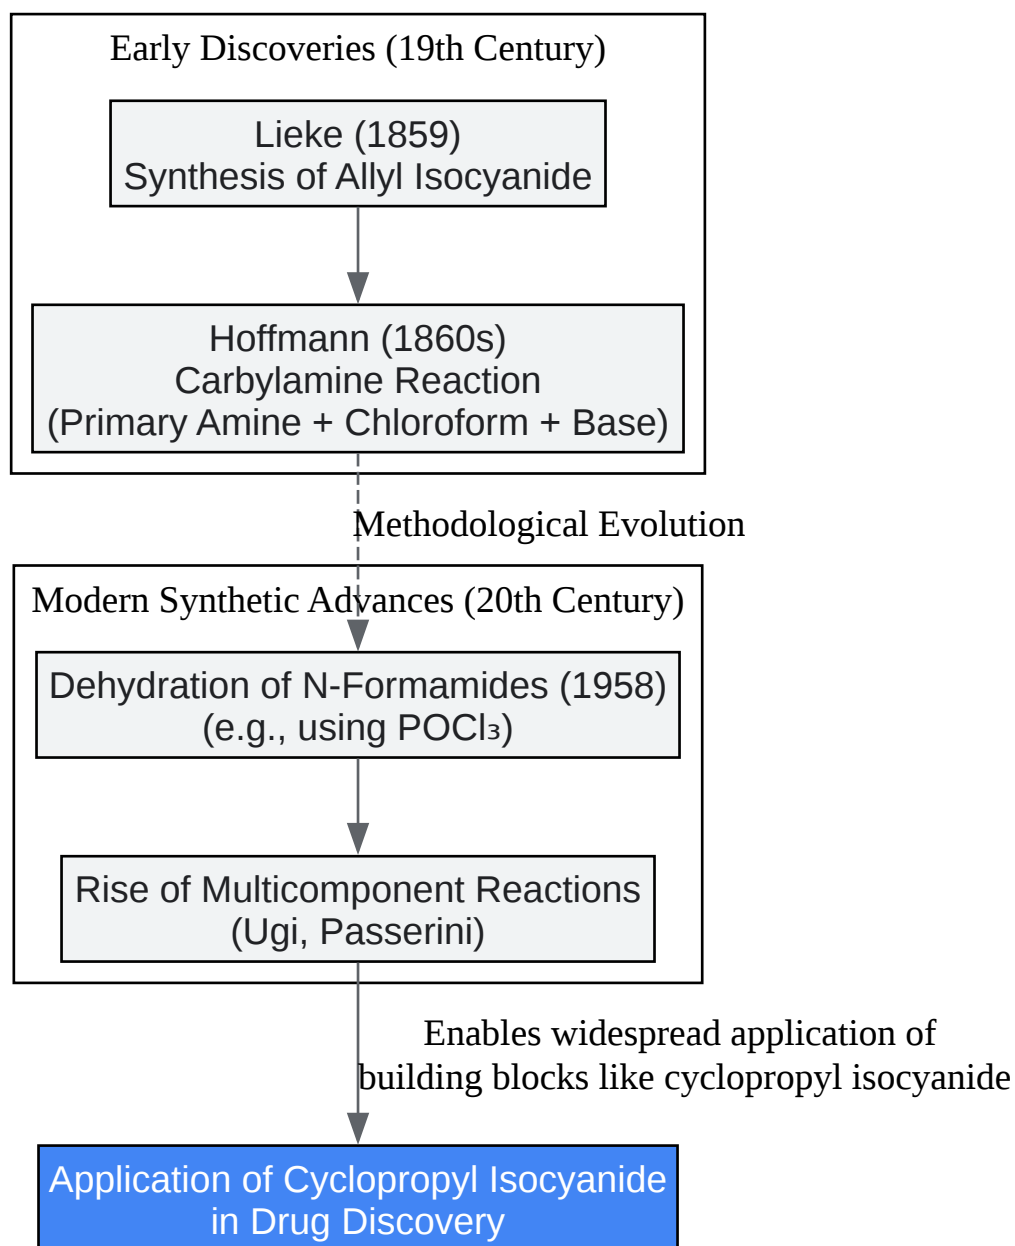 Early Discoveries (19th Century)
Lieke (1859)
Synthesis of Allyl Isocyanide
Hoffmann (1860s)
Carbylamine Reaction
(Primary Amine + Chloroform + Base)
Methodological Evolution
Modern Synthetic Advances (20th Century)
Dehydration of N-Formamides (1958)
(e.g., using POCl₃)
Rise of Multicomponent Reactions
(Ugi, Passerini)
Enables widespread application of
building blocks like cyclopropyl isocyanide
Application of Cyclopropyl Isocyanide
in Drug Discovery